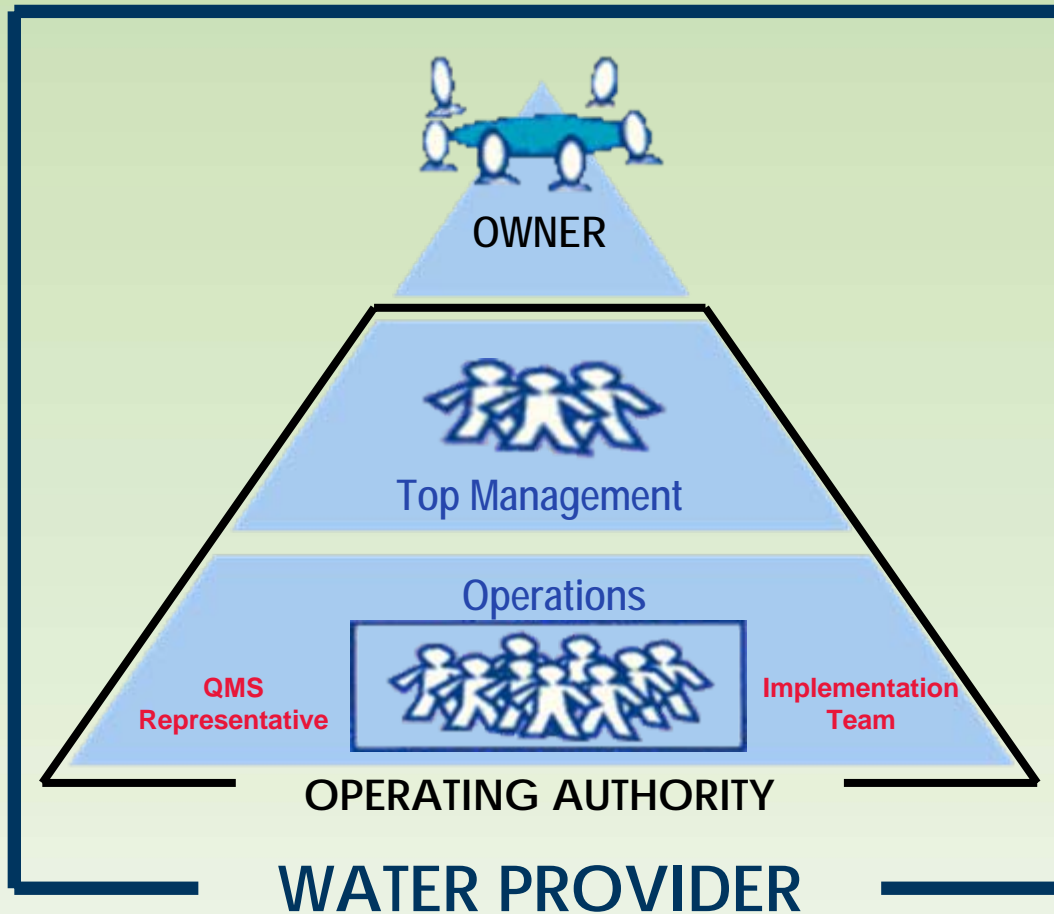 OWNER
Top Management
Operations
QMS
Representative
Implementation
Team
OPERATING AUTHORITY
WATER PROVIDER